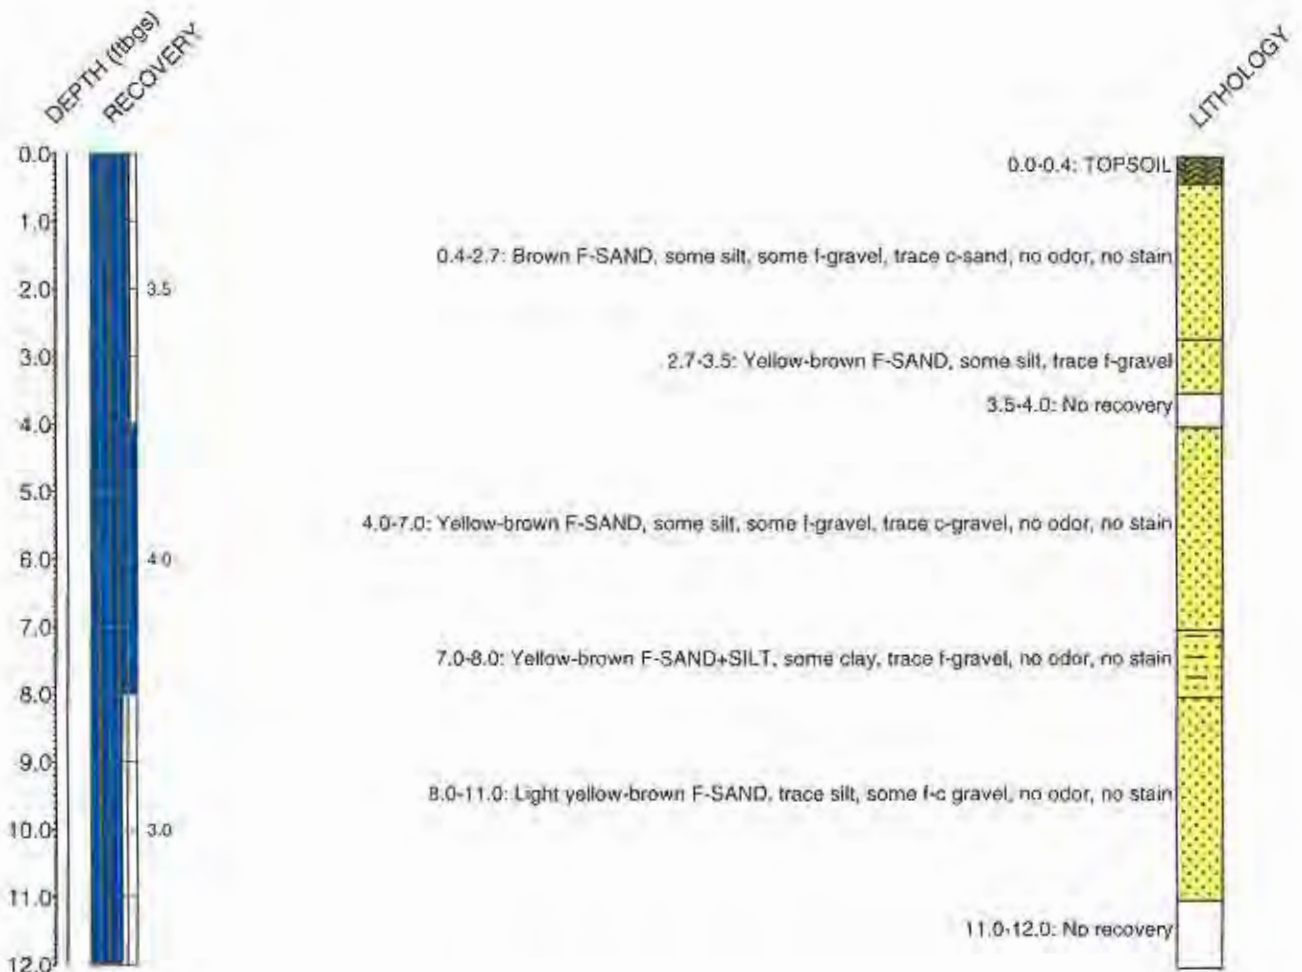 DEPTH (ftbgs)
RECOVERY
LITHOLOGY
0.0
0.0-0.4: TOPSOIL
1.0
0.4-2.7: Brown F-SAND, some silt, some f-gravel, trace c-sand, no odor, no stain
2.0
3.5
3.0
2.7-3.5: Yellow-brown F-SAND, some silt, trace f-gravel
3.5-4.0: No recovery
4.0
5.0
4.0-7.0: Yellow-brown F-SAND, some silt, some f-gravel, trace c-gravel, no odor, no stain
6.0
4.0
7.0
7.0-8.0: Yellow-brown F-SAND+SILT, some clay, trace f-gravel, no odor, no stain
8.0
9.0
8.0-11.0: Light yellow-brown F-SAND, trace silt, some f-c gravel, no odor, no stain
10.0
3.0
11.0
11.0-12.0: No recovery
12.0